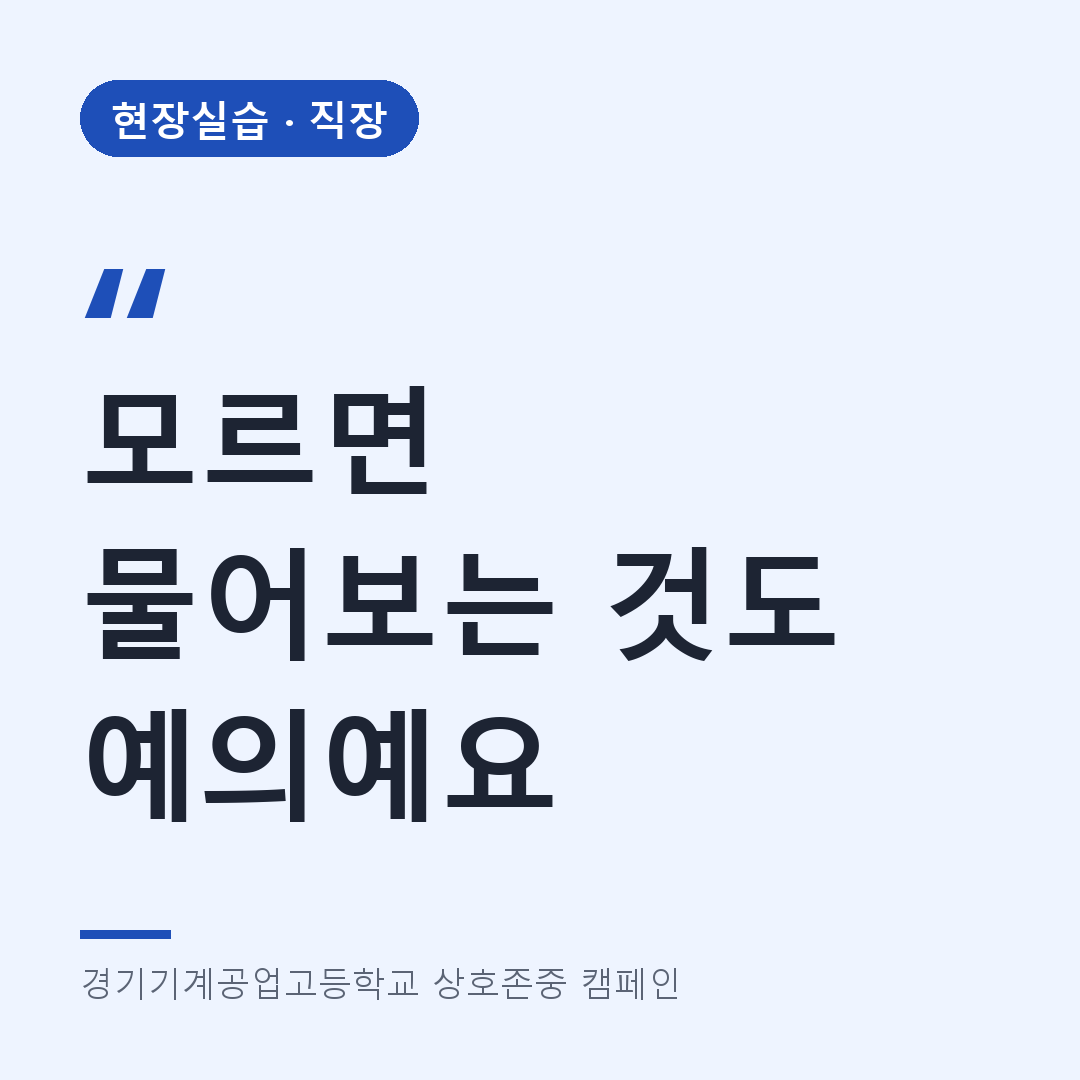 현장실습 · 직장
“
모르면
물어보는 것도
예의예요
경기기계공업고등학교 상호존중 캠페인